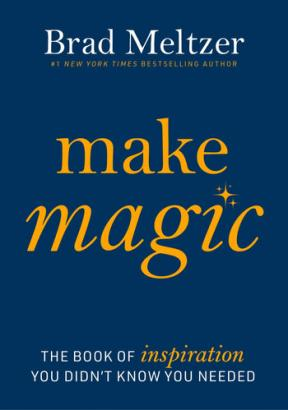 Brad Meltzer
#1 NEW YORK TIMES BESTSELLING AUTHOR
make
magic
THE BOOK OF inspiration
YOU DIDN'T KNOW YOU NEEDED